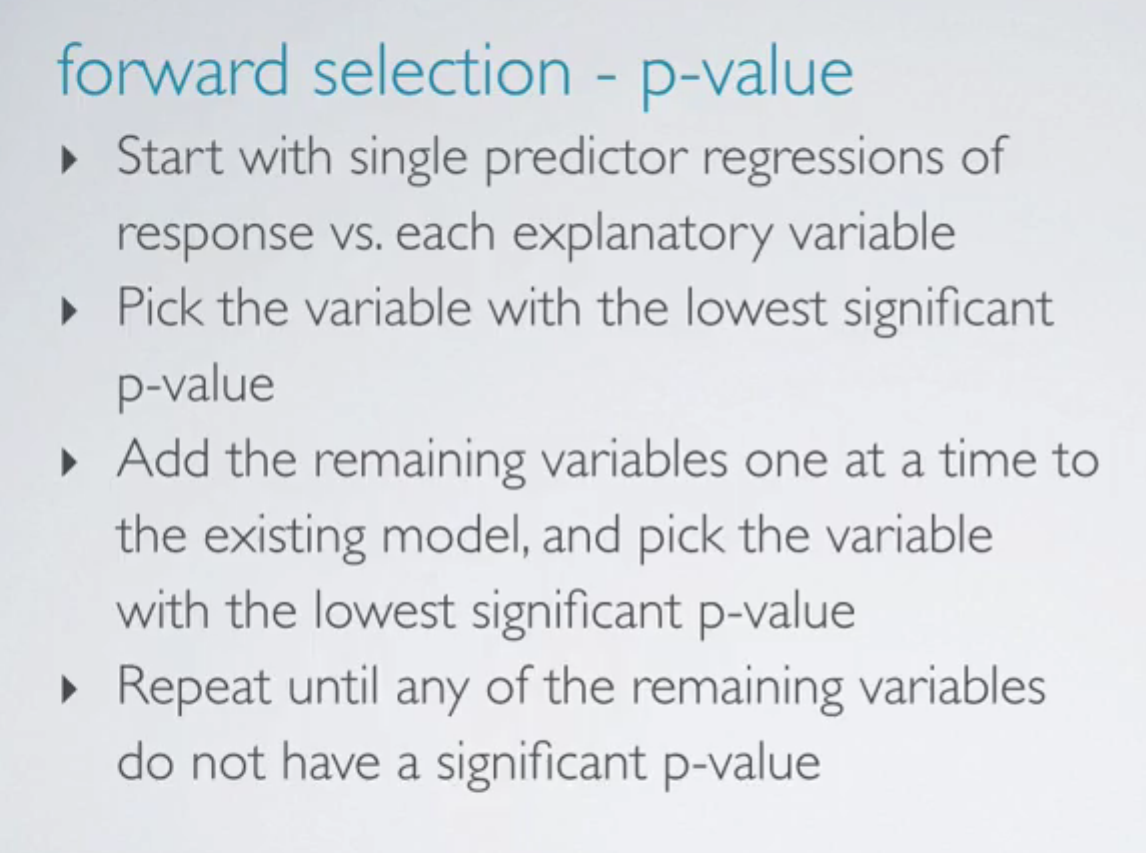 forward selection - p-value
Start with single predictor regressions of
response vs. each explanatory variable
Pick the variable with the lowest significant
p-value
Add the remaining variables one at a time to
the existing model, and pick the variable
with the lowest significant p-value
Repeat until any of the remaining variables
do not have a significant p-value